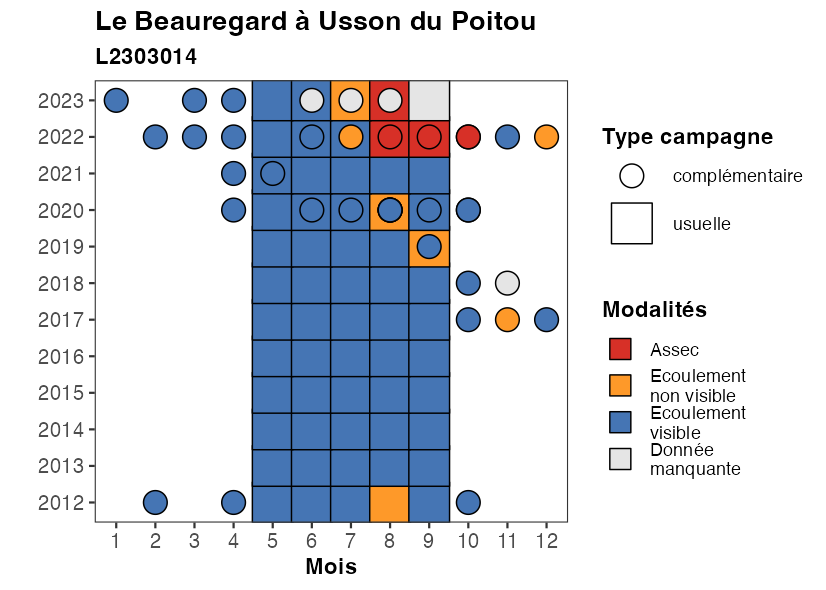 Le Beauregard à Usson du Poitou
L2303014
2023
2022
2021
2020
2019
2018
2017
2016
2015
2014
2013
2012
1 2 3 4 5 6 7 8 9 10 11 12
Mois
Type campagne
complémentaire
usuelle
Modalités
Assec
Ecoulement
non visible
Ecoulement
visible
Donnée
manquante